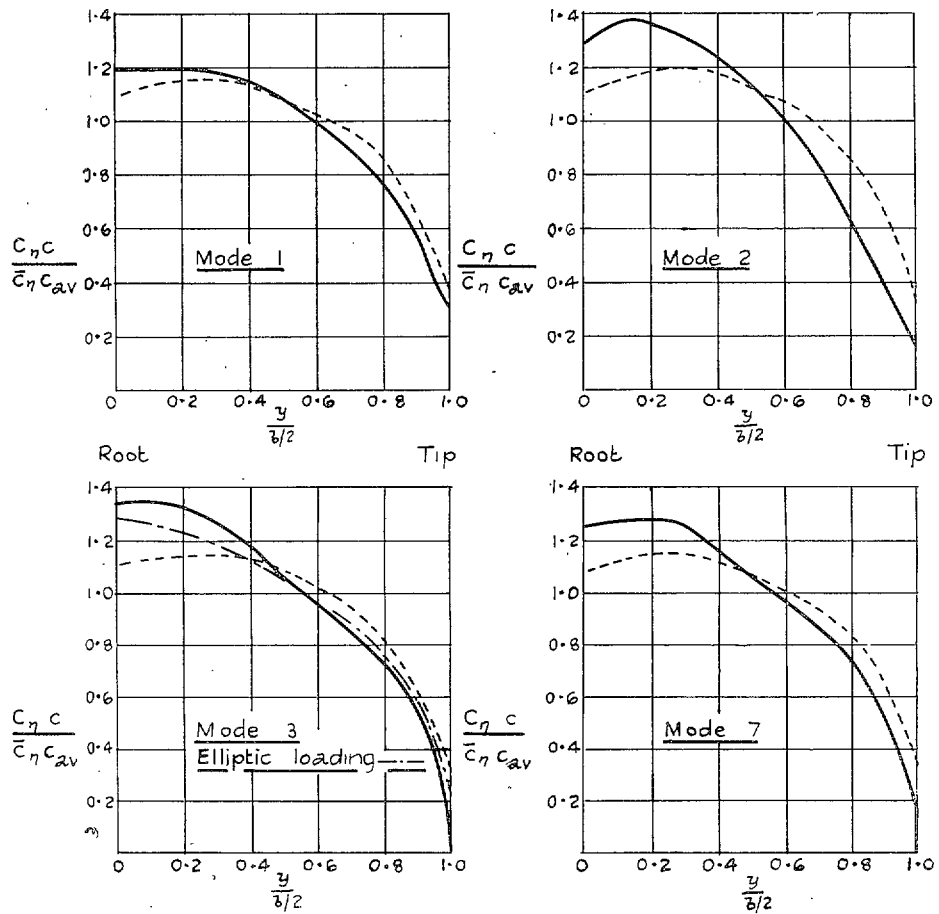 1.4
1.2
1.0
0.8
0.6
0.4
0.2
Cη c
C̄η cav
Mode 1
0 0.2 0.4 0.6 0.8 1.0
y
b/2
Root Tip
1.4
1.2
1.0
0.8
0.6
0.4
0.2
Cη c
C̄η cav
Mode 2
0 0.2 0.4 0.6 0.8 1.0
y
b/2
Root Tip
1.4
1.2
1.0
0.8
0.6
0.4
0.2
Cη c
C̄η cav
Mode 3
Elliptic loading
0 0.2 0.4 0.6 0.8 1.0
y
b/2
1.4
1.2
1.0
0.8
0.6
0.4
0.2
Cη c
C̄η cav
Mode 7
0 0.2 0.4 0.6 0.8 1.0
y
b/2